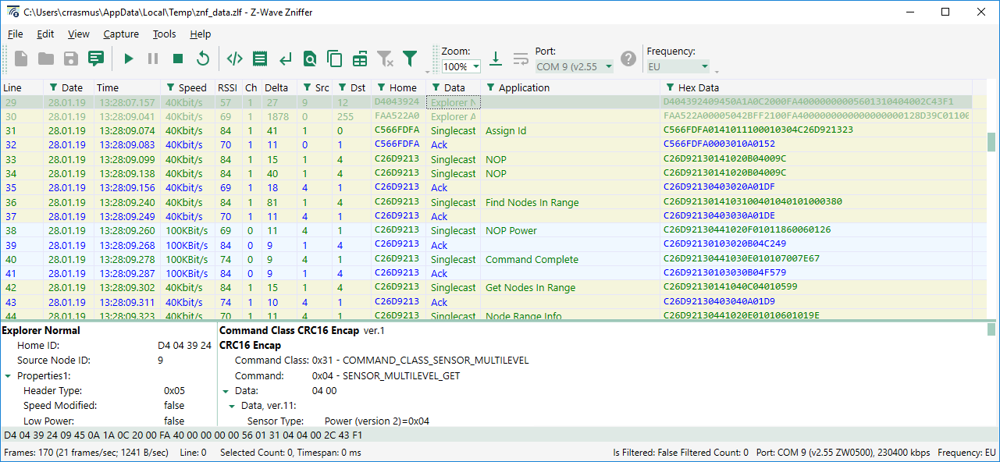 C:\Users\crrasmus\AppData\Local\Temp\znf_data.zlf - Z-Wave Zniffer
File Edit View Capture Tools Help
Zoom: Port: Frequency:
100% COM 9 (v2.55 EU
Line Date Time Speed RSSI Ch Delta Src Dst Home Data Application Hex Data
29 28.01.19 13:28:07.157 40Kbit/s 57 1 27 9 12 D4043924 Explorer N D404392409450A1A0C2000FA400000000005601310404002C43F1
30 28.01.19 13:28:09.041 40Kbit/s 69 1 1878 0 255 FAA522A0 Explorer A FAA522A00005042BFF2100FA4000000000000000000128D39C01100
31 28.01.19 13:28:09.074 40Kbit/s 84 1 41 1 0 C566FDFA Singlecast Assign Id C566FDFA0141011100010304C26D921323
32 28.01.19 13:28:09.083 40Kbit/s 70 1 11 0 1 C566FDFA Ack C566FDFA0003010A0152
33 28.01.19 13:28:09.099 40Kbit/s 84 1 15 1 4 C26D9213 Singlecast NOP C26D92130141020B04009C
34 28.01.19 13:28:09.138 40Kbit/s 84 1 40 1 4 C26D9213 Singlecast NOP C26D92130141020B04009C
35 28.01.19 13:28:09.156 40Kbit/s 69 1 18 4 1 C26D9213 Ack C26D92130403020A01DF
36 28.01.19 13:28:09.240 40Kbit/s 84 1 81 1 4 C26D9213 Singlecast Find Nodes In Range C26D92130141031004010401010003​80
37 28.01.19 13:28:09.249 40Kbit/s 70 1 11 4 1 C26D9213 Ack C26D92130403030A01DE
38 28.01.19 13:28:09.260 100KBit/s 69 0 11 4 1 C26D9213 Singlecast NOP Power C26D92130441020F01011860060126
39 28.01.19 13:28:09.268 100KBit/s 84 0 9 1 4 C26D9213 Ack C26D92130103020B04C249
40 28.01.19 13:28:09.278 100KBit/s 74 0 9 4 1 C26D9213 Singlecast Command Complete C26D92130441030E010107007E67
41 28.01.19 13:28:09.287 100KBit/s 84 0 9 1 4 C26D9213 Ack C26D92130103030B04F579
42 28.01.19 13:28:09.302 40Kbit/s 84 1 15 1 4 C26D9213 Singlecast Get Nodes In Range C26D92130141040C04010599
43 28.01.19 13:28:09.311 40Kbit/s 74 1 10 4 1 C26D9213 Ack C26D92130403040A01D9
44 28.01.19 13:28:09.323 40Kbit/s 70 1 11 4 1 C26D9213 Singlecast Node Range Info C26D92130441020E01010601019E
Explorer Normal Command Class CRC16 Encap ver.1
Home ID: D4 04 39 24 CRC16 Encap
Source Node ID: 9 Command Class: 0x31 - COMMAND_CLASS_SENSOR_MULTILEVEL
Properties1: Command: 0x04 - SENSOR_MULTILEVEL_GET
Header Type: 0x05 Data: 04 00
Speed Modified: false Data, ver.11:
Low Power: false Sensor Type: Power (version 2)=0x04
D4 04 39 24 09 45 0A 1A 0C 20 00 FA 40 00 00 00 00 56 01 31 04 04 00 2C 43 F1
Frames: 170 (21 frames/sec; 1241 B/sec) Line: 0 Selected Count: 0, Timespan: 0 ms Is Filtered: False Filtered Count: 0 Port: COM 9 (v2.55 ZW0500), 230400 kbps Frequency: EU